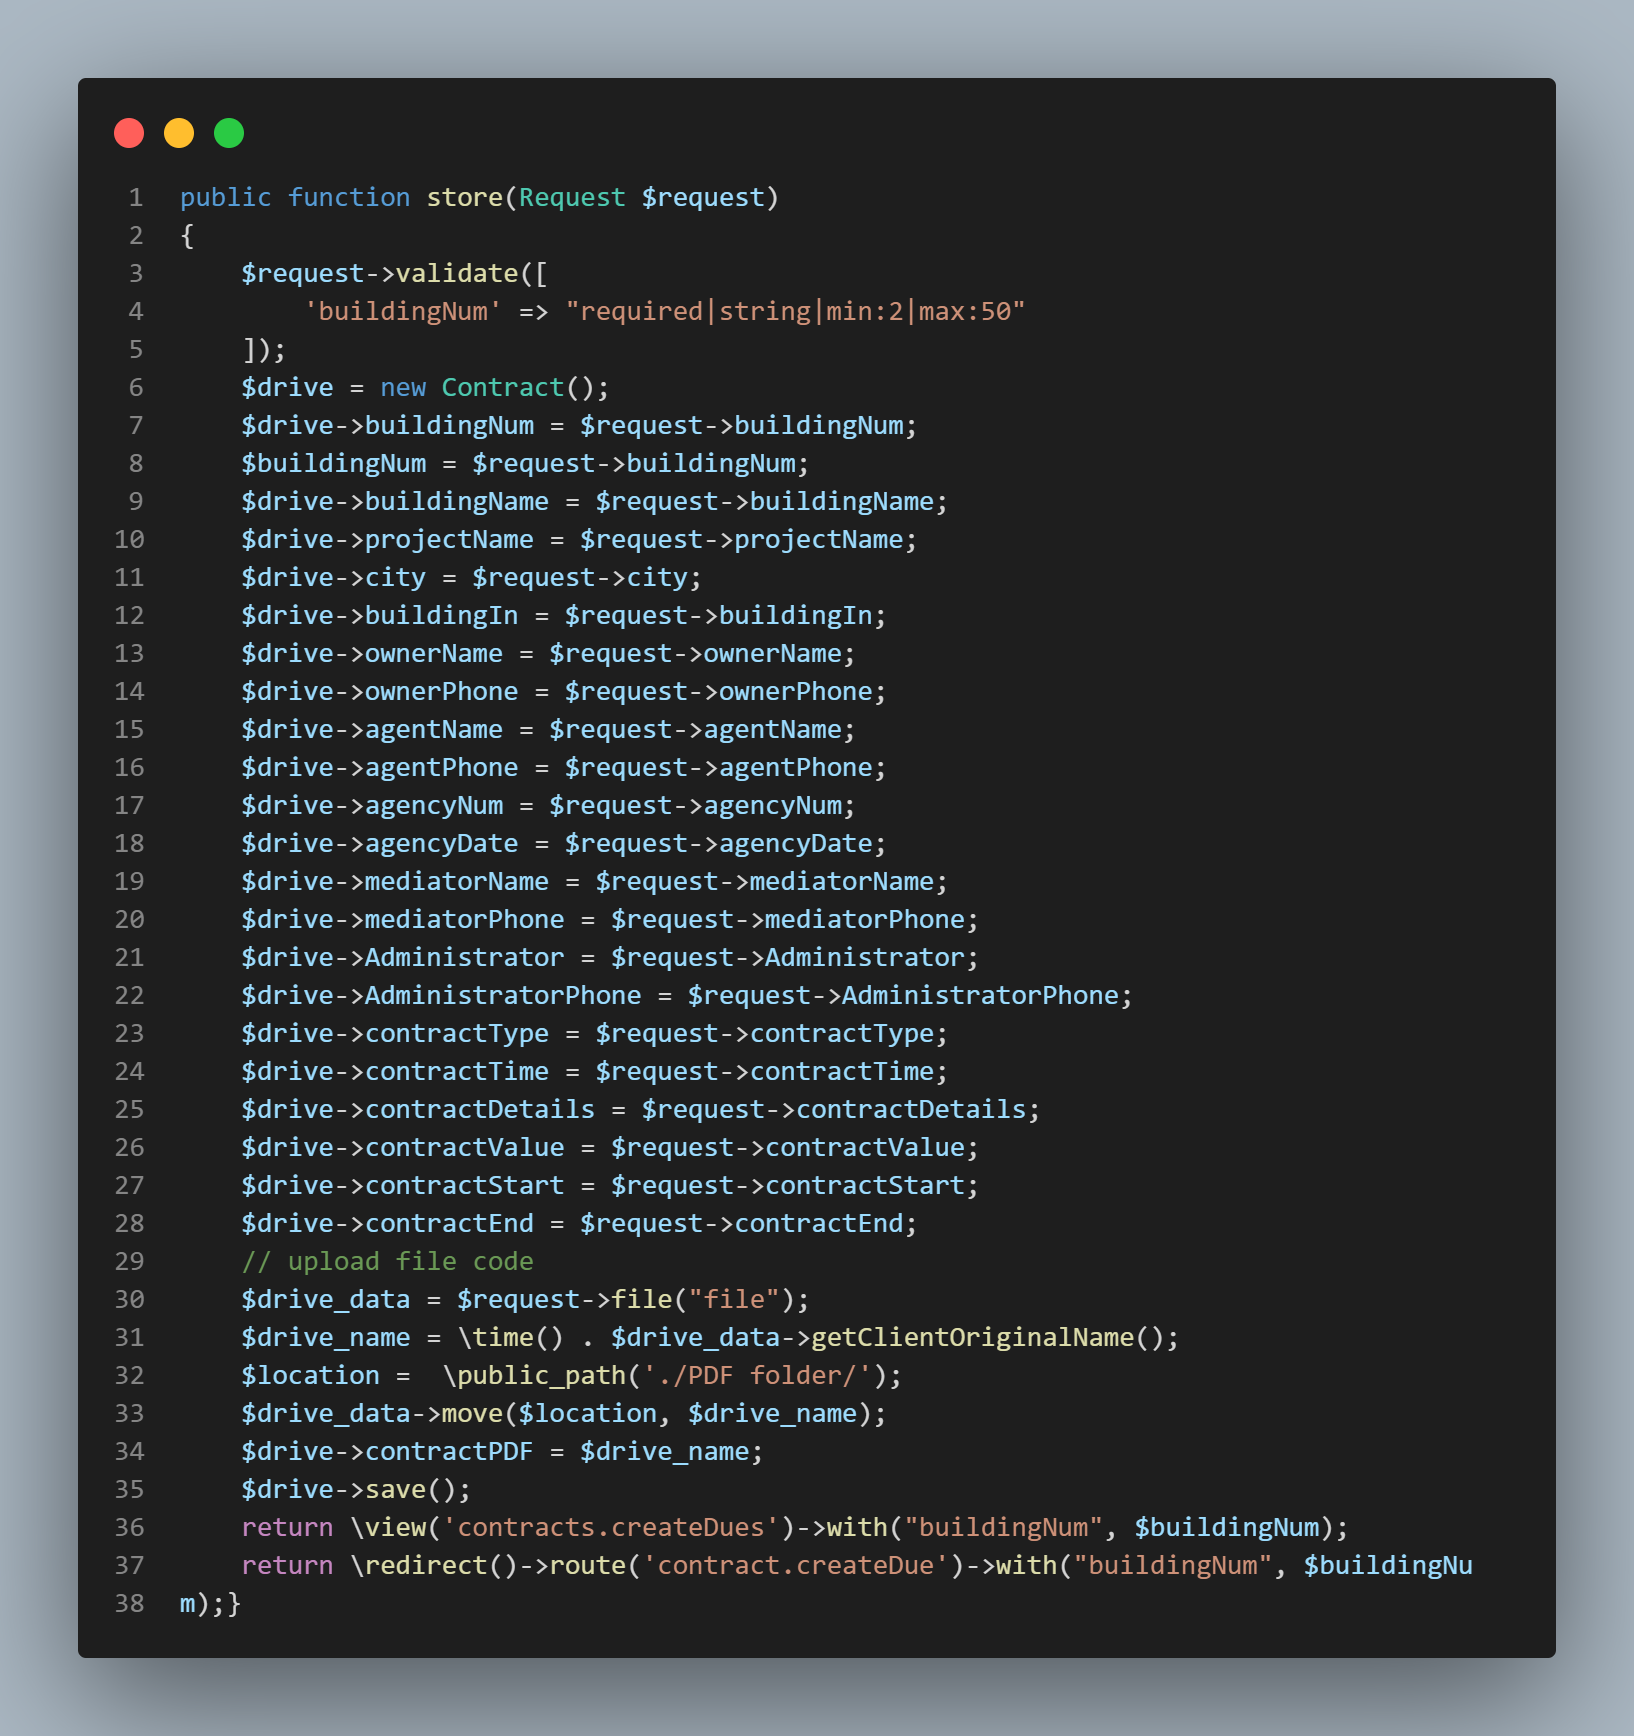 1 public function store(Request $request)
2 {
3     $request->validate([
4         'buildingNum' => "required|string|min:2|max:50"
5     ]);
6     $drive = new Contract();
7     $drive->buildingNum = $request->buildingNum;
8     $buildingNum = $request->buildingNum;
9     $drive->buildingName = $request->buildingName;
10     $drive->projectName = $request->projectName;
11     $drive->city = $request->city;
12     $drive->buildingIn = $request->buildingIn;
13     $drive->ownerName = $request->ownerName;
14     $drive->ownerPhone = $request->ownerPhone;
15     $drive->agentName = $request->agentName;
16     $drive->agentPhone = $request->agentPhone;
17     $drive->agencyNum = $request->agencyNum;
18     $drive->agencyDate = $request->agencyDate;
19     $drive->mediatorName = $request->mediatorName;
20     $drive->mediatorPhone = $request->mediatorPhone;
21     $drive->Administrator = $request->Administrator;
22     $drive->AdministratorPhone = $request->AdministratorPhone;
23     $drive->contractType = $request->contractType;
24     $drive->contractTime = $request->contractTime;
25     $drive->contractDetails = $request->contractDetails;
26     $drive->contractValue = $request->contractValue;
27     $drive->contractStart = $request->contractStart;
28     $drive->contractEnd = $request->contractEnd;
29     // upload file code
30     $drive_data = $request->file("file");
31     $drive_name = \time() . $drive_data->getClientOriginalName();
32     $location =  \public_path('./PDF folder/');
33     $drive_data->move($location, $drive_name);
34     $drive->contractPDF = $drive_name;
35     $drive->save();
36     return \view('contracts.createDues')->with("buildingNum", $buildingNum);
37     return \redirect()->route('contract.createDue')->with("buildingNum", $buildingNu
38 m);}